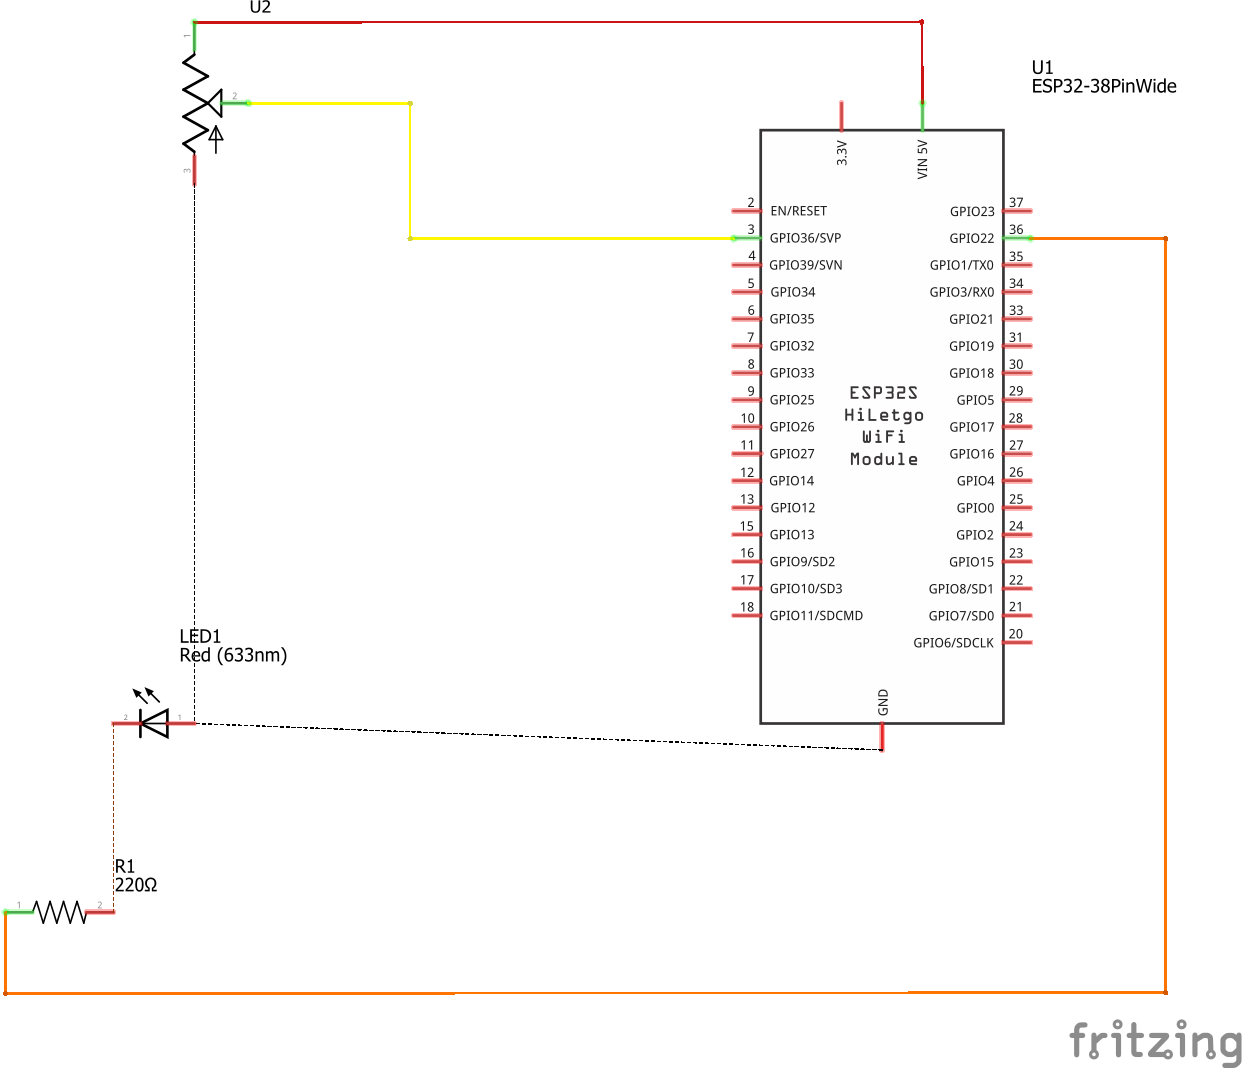 U2
1
2
3
U1
ESP32-38PinWide
3.3V
VIN 5V
2 EN/RESET
3 GPIO36/SVP
4 GPIO39/SVN
5 GPIO34
6 GPIO35
7 GPIO32
8 GPIO33
9 GPIO25
10 GPIO26
11 GPIO27
12 GPIO14
13 GPIO12
15 GPIO13
16 GPIO9/SD2
17 GPIO10/SD3
18 GPIO11/SDCMD
GPIO23 37
GPIO22 36
GPIO1/TX0 35
GPIO3/RX0 34
GPIO21 33
GPIO19 31
GPIO18 30
GPIO5 29
GPIO17 28
GPIO16 27
GPIO4 26
GPIO0 25
GPIO2 24
GPIO15 23
GPIO8/SD1 22
GPIO7/SD0 21
GPIO6/SDCLK 20
ESP32S
HiLetgo
WiFi
Module
GND
LED1
Red (633nm)
2 1
R1
220Ω
1 2
fritzing